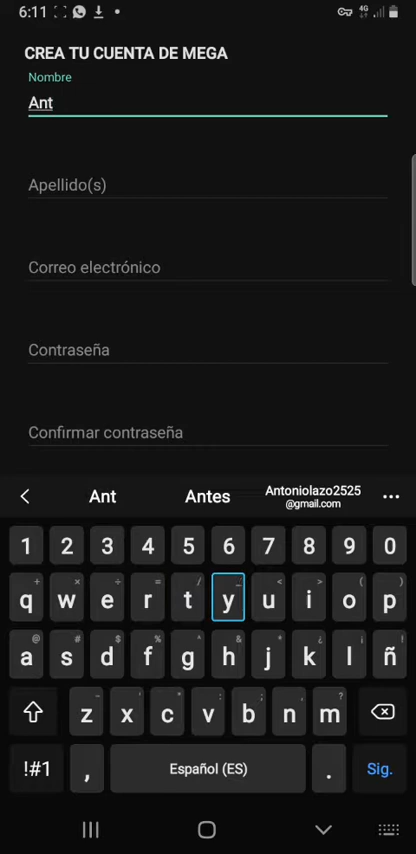 6:11
4G
CREA TU CUENTA DE MEGA
Nombre
Ant
Apellido(s)
Correo electrónico
Contraseña
Confirmar contraseña
Ant Antes Antoniolazo2525
@gmail.com
1 2 3 4 5 6 7 8 9 0
+ × ÷ = / _ < > ( )
q w e r t y u i o p
@ # $ % ^ & * ¿ ¡ !
a s d f g h j k l ñ
- ' " : ; , ?
z x c v b n m
!#1 , Español (ES) . Sig.